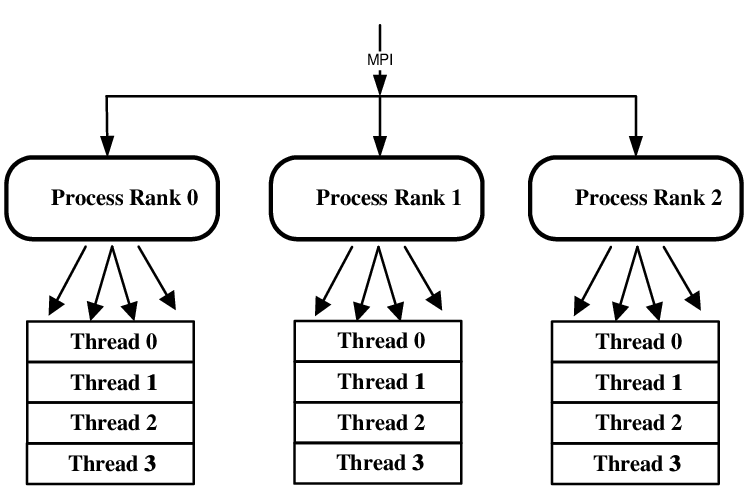 MPI
Process Rank 0
Process Rank 1
Process Rank 2
Thread 0
Thread 1
Thread 2
Thread 3
Thread 0
Thread 1
Thread 2
Thread 3
Thread 0
Thread 1
Thread 2
Thread 3